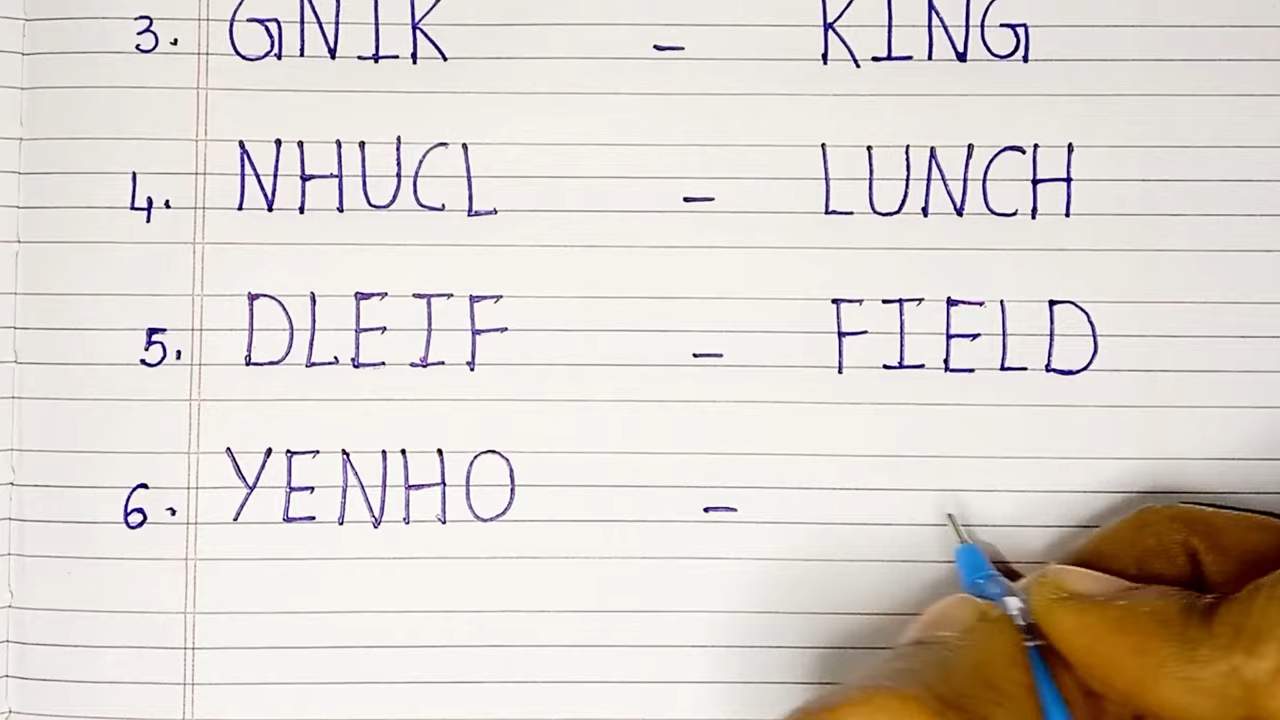 3. GNIK - KING
4. NHUCL - LUNCH
5. DLEIF - FIELD
6. YENHO -